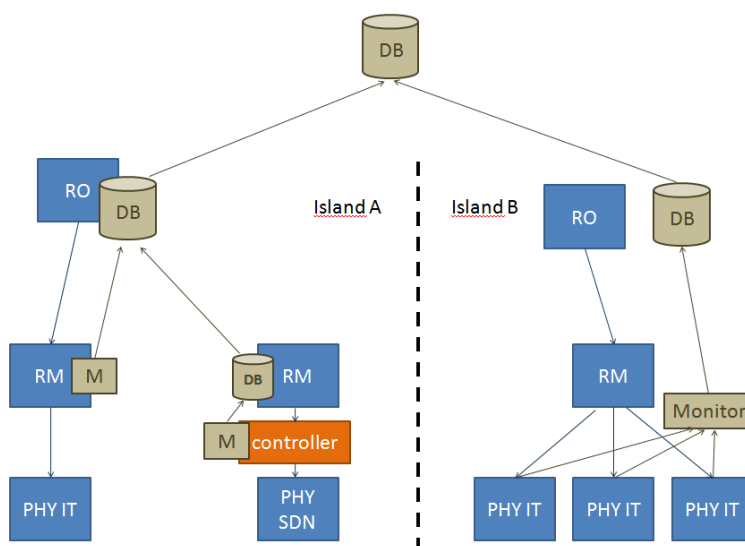 DB
RO
DB
Island A
Island B
RO
DB
RM
M
DB
RM
RM
M
controller
Monitor
PHY IT
PHY
SDN
PHY IT
PHY IT
PHY IT